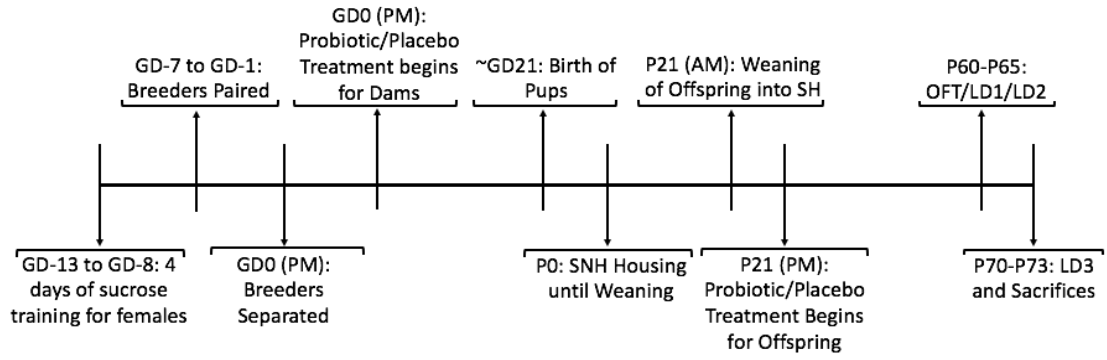 GD0 (PM):
Probiotic/Placebo
Treatment begins
for Dams
GD-7 to GD-1:
Breeders Paired
~GD21: Birth of
Pups
P21 (AM): Weaning
of Offspring into SH
P60-P65:
OFT/LD1/LD2
GD-13 to GD-8: 4
days of sucrose
training for females
GD0 (PM):
Breeders
Separated
P0: SNH Housing
until Weaning
P21 (PM):
Probiotic/Placebo
Treatment Begins
for Offspring
P70-P73: LD3
and Sacrifices